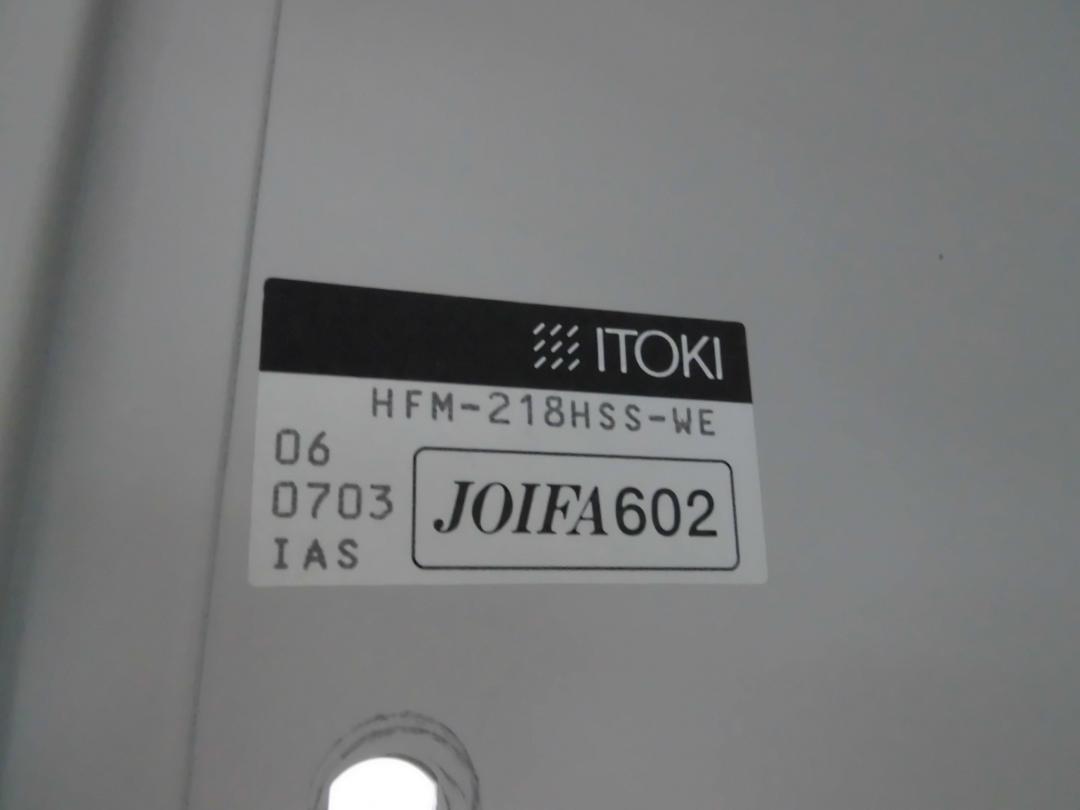 ITOKI
HFM-218HSS-WE
06
0703
IAS
JOIFA602